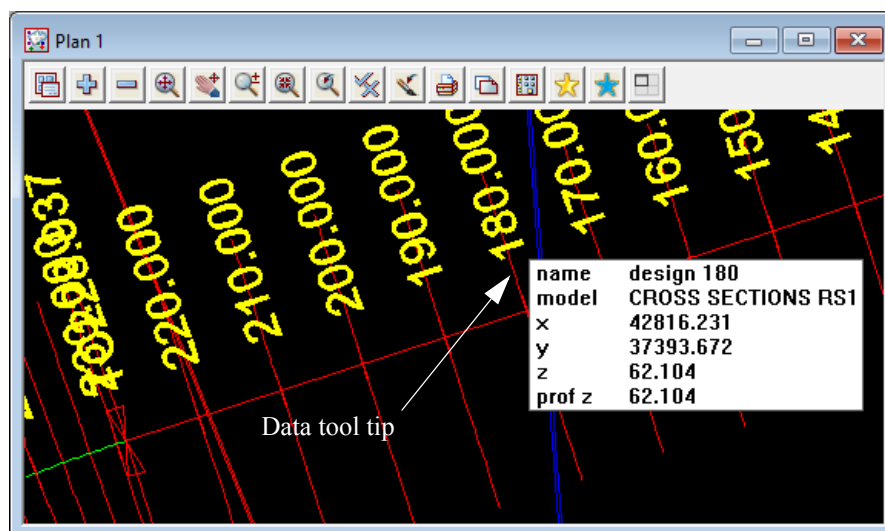 Plan 1
220.000
210.000
200.000
190.000
180.000
170.00
160.0
150
14
name design 180
model CROSS SECTIONS RS1
x 42816.231
y 37393.672
z 62.104
prof z 62.104
Data tool tip